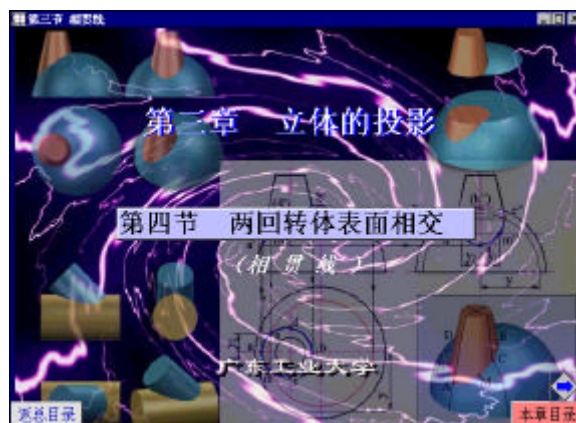 第三节 相贯线
第三章 立体的投影
第四节 两回转体表面相交
(相贯线)
广东工业大学
返总目录
本章目录